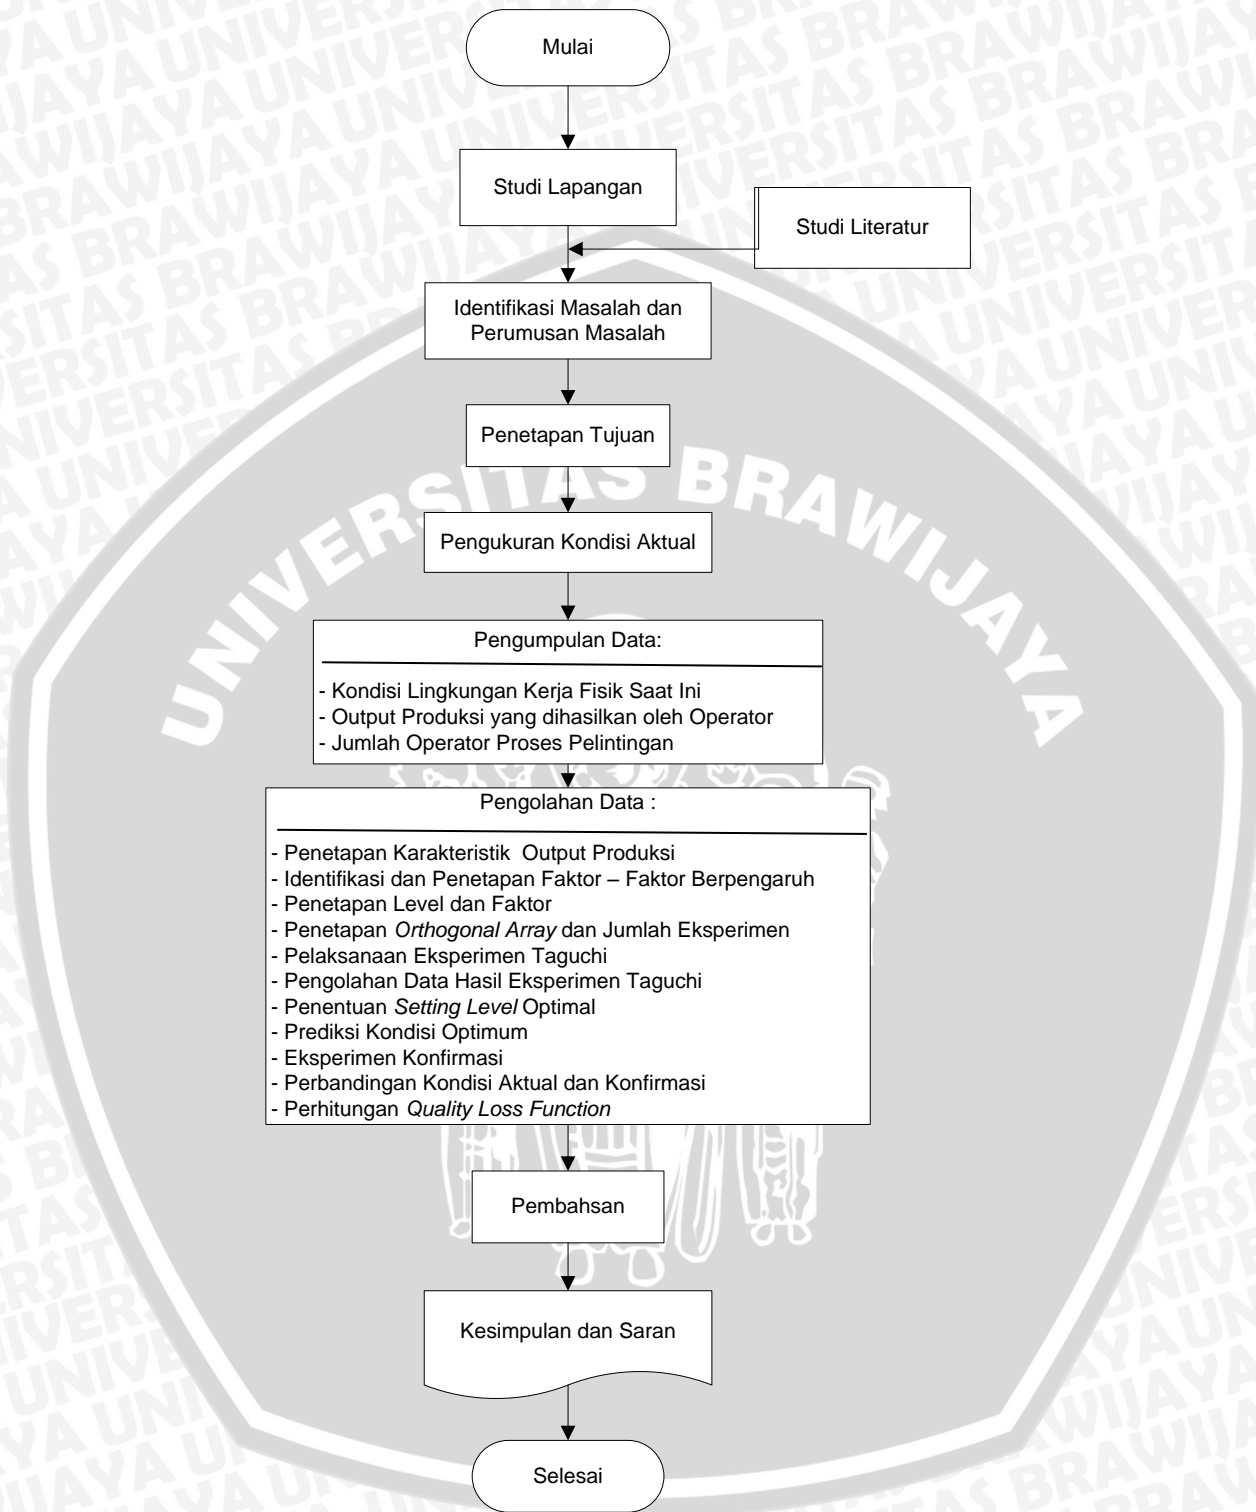 Mulai
Studi Lapangan
Studi Literatur
Identifikasi Masalah dan
Perumusan Masalah
Penetapan Tujuan
UNIVERSITAS BRAWIJAYA
Pengukuran Kondisi Aktual
Pengumpulan Data:
- Kondisi Lingkungan Kerja Fisik Saat Ini
- Output Produksi yang dihasilkan oleh Operator
- Jumlah Operator Proses Pelintingan
Pengolahan Data :
- Penetapan Karakteristik Output Produksi
- Identifikasi dan Penetapan Faktor – Faktor Berpengaruh
- Penetapan Level dan Faktor
- Penetapan Orthogonal Array dan Jumlah Eksperimen
- Pelaksanaan Eksperimen Taguchi
- Pengolahan Data Hasil Eksperimen Taguchi
- Penentuan Setting Level Optimal
- Prediksi Kondisi Optimum
- Eksperimen Konfirmasi
- Perbandingan Kondisi Aktual dan Konfirmasi
- Perhitungan Quality Loss Function
Pembahsan
Kesimpulan dan Saran
Selesai